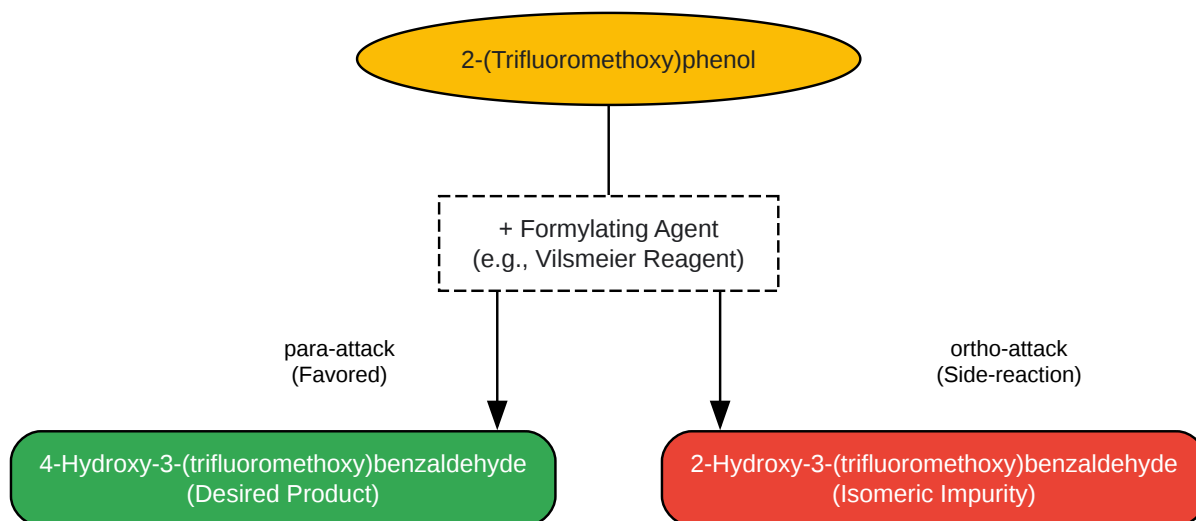 2-(Trifluoromethoxy)phenol
+ Formylating Agent
(e.g., Vilsmeier Reagent)
para-attack
(Favored)
ortho-attack
(Side-reaction)
4-Hydroxy-3-(trifluoromethoxy)benzaldehyde
(Desired Product)
2-Hydroxy-3-(trifluoromethoxy)benzaldehyde
(Isomeric Impurity)